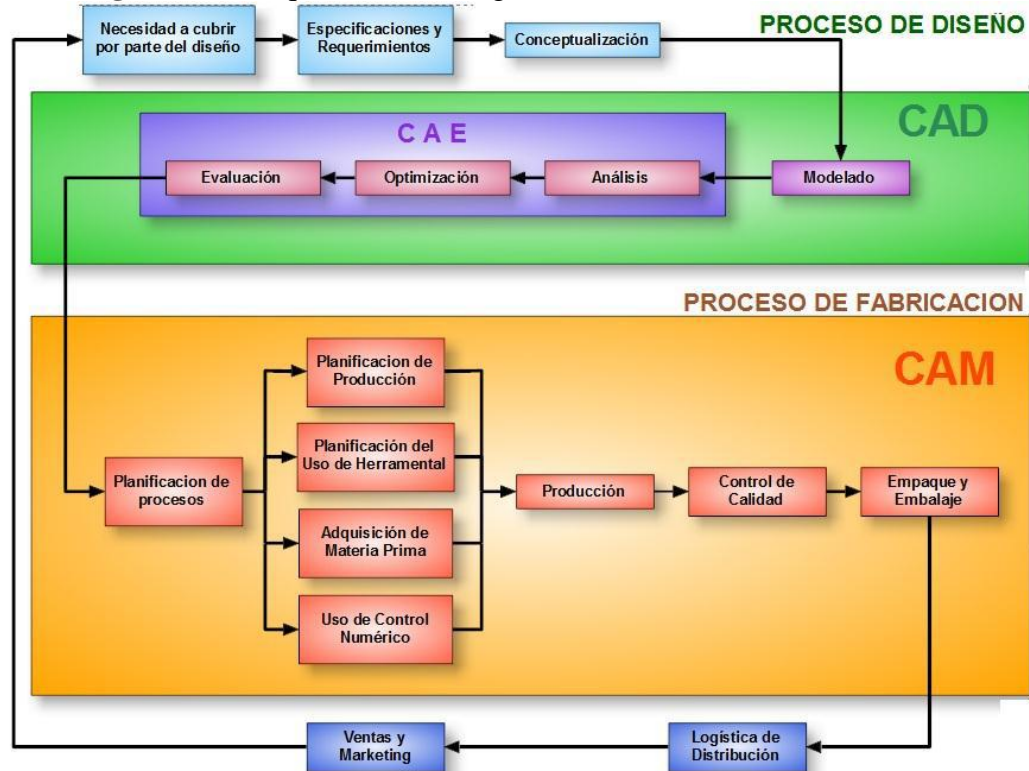 PROCESO DE DISEÑO
Necesidad a cubrir
por parte del diseño
Especificaciones y
Requerimientos
Conceptualización
CAD
C A E
Evaluación
Optimización
Análisis
Modelado
PROCESO DE FABRICACION
CAM
Planificacion de
procesos
Planificacion de
Producción
Planificación del
Uso de Herramental
Adquisición de
Materia Prima
Uso de Control
Numérico
Producción
Control de
Calidad
Empaque y
Embalaje
Ventas y
Marketing
Logística de
Distribución